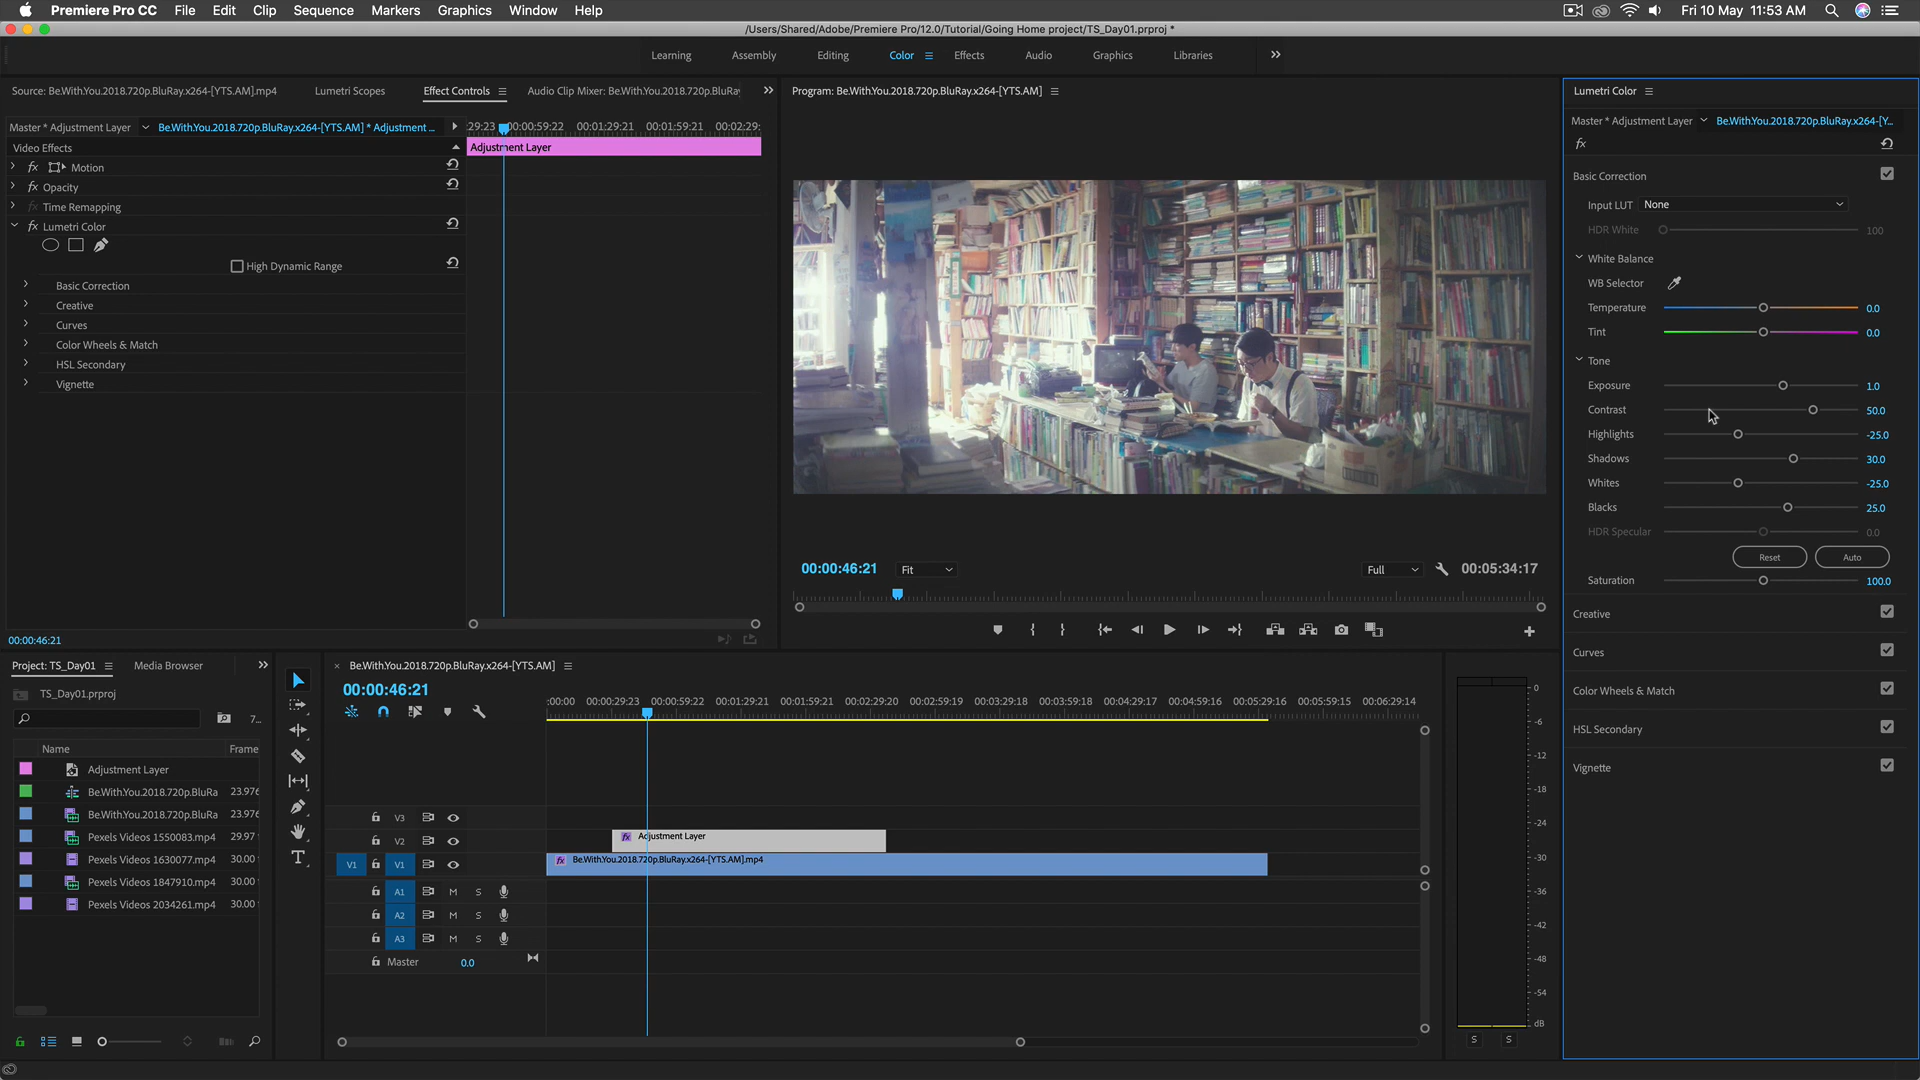 Premiere Pro CC File Edit Clip Sequence Markers Graphics Window Help Fri 10 May 11:53 AM
/Users/Shared/Adobe/Premiere Pro/12.0/Tutorial/Going Home project/TS_Day01.prproj *
Learning Assembly Editing Color Effects Audio Graphics Libraries
Source: Be.With.You.2018.720p.BluRay.x264-[YTS.AM].mp4 Lumetri Scopes Effect Controls Audio Clip Mixer: Be.With.You.2018.720p.BluRay
Master * Adjustment Layer Be.With.You.2018.720p.BluRay.x264-[YTS.AM] * Adjustment ...
:29:23 00:00:59:22 00:01:29:21 00:01:59:21 00:02:29:
Video Effects
Adjustment Layer
fx Motion
fx Opacity
fx Time Remapping
fx Lumetri Color
High Dynamic Range
Basic Correction
Creative
Curves
Color Wheels & Match
HSL Secondary
Vignette
00:00:46:21
Program: Be.With.You.2018.720p.BluRay.x264-[YTS.AM]
00:00:46:21 Fit Full 00:05:34:17
Lumetri Color
Master * Adjustment Layer Be.With.You.2018.720p.BluRay.x264-[Y...
fx
Basic Correction
Input LUT None
HDR White 100
White Balance
WB Selector
Temperature 0.0
Tint 0.0
Tone
Exposure 1.0
Contrast 50.0
Highlights -25.0
Shadows 30.0
Whites -25.0
Blacks 25.0
HDR Specular 0.0
Reset Auto
Saturation 100.0
Creative
Curves
Color Wheels & Match
HSL Secondary
Vignette
Project: TS_Day01 Media Browser
TS_Day01.prproj
7...
Name Frame
Adjustment Layer
Be.With.You.2018.720p.BluRa 23.976
Be.With.You.2018.720p.BluRa 23.976
Pexels Videos 1550083.mp4 29.97
Pexels Videos 1630077.mp4 30.00
Pexels Videos 1847910.mp4 30.00
Pexels Videos 2034261.mp4 30.00
Be.With.You.2018.720p.BluRay.x264-[YTS.AM]
00:00:46:21
:00:00 00:00:29:23 00:00:59:22 00:01:29:21 00:01:59:21 00:02:29:20 00:02:59:19 00:03:29:18 00:03:59:18 00:04:29:17 00:04:59:16 00:05:29:16 00:05:59:15 00:06:29:14
V3
V2 fx Adjustment Layer
V1 V1 fx Be.With.You.2018.720p.BluRay.x264-[YTS.AM].mp4
A1 M S
A2 M S
A3 M S
Master 0.0
0
-6
-12
-18
-24
-30
-36
-42
-48
-54
dB
S S